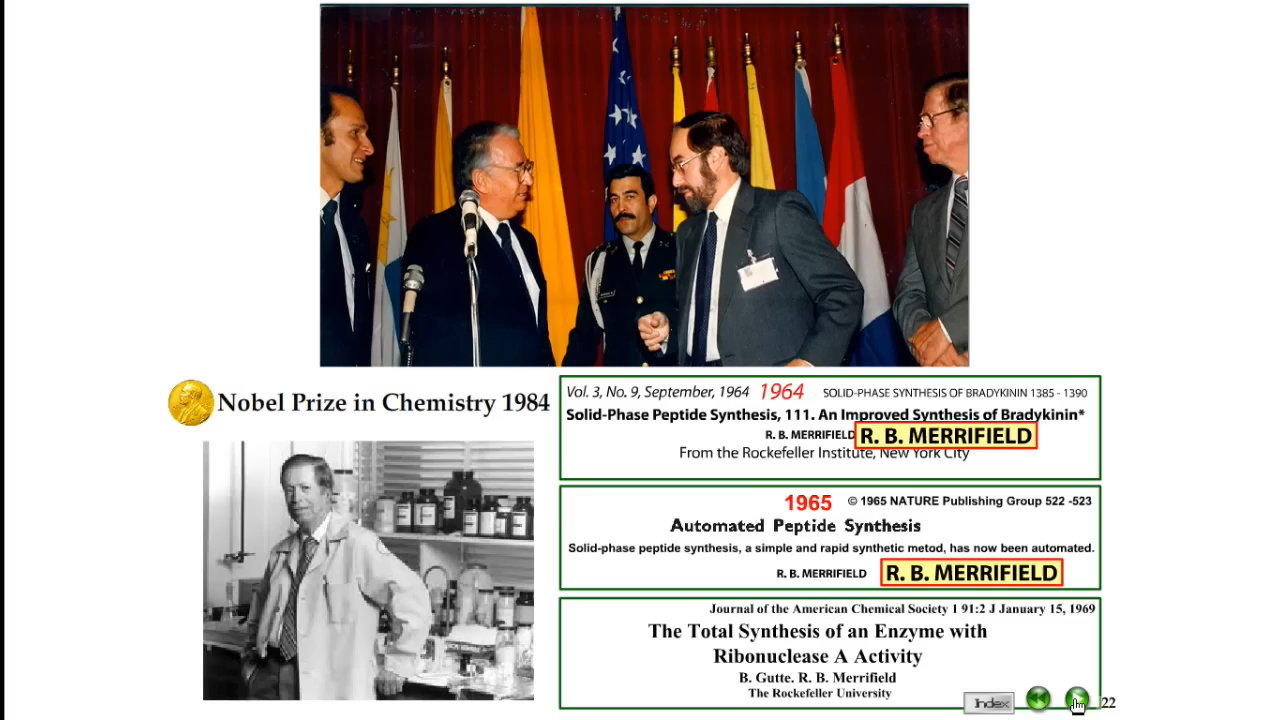 Nobel Prize in Chemistry 1984
Vol. 3, No. 9, September, 1964 1964 SOLID-PHASE SYNTHESIS OF BRADYKININ 1385 - 1390
Solid-Phase Peptide Synthesis, 111. An Improved Synthesis of Bradykinin*
R. B. MERRIFIELD R. B. MERRIFIELD
From the Rockefeller Institute, New York City
1965 © 1965 NATURE Publishing Group 522 -523
Automated Peptide Synthesis
Solid-phase peptide synthesis, a simple and rapid synthetic metod, has now been automated.
R. B. MERRIFIELD R. B. MERRIFIELD
Journal of the American Chemical Society 1 91:2 J January 15, 1969
The Total Synthesis of an Enzyme with
Ribonuclease A Activity
B. Gutte. R. B. Merrifield
The Rockefeller University
Index 22